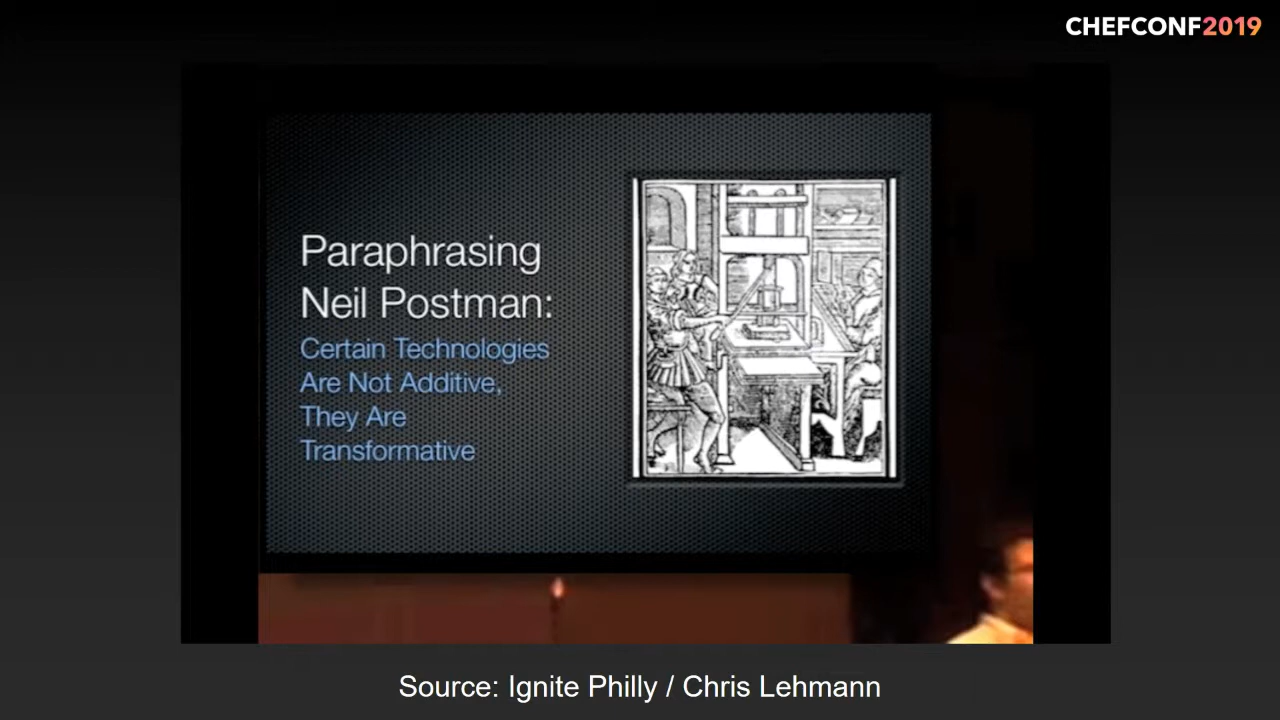 CHEFCONF2019
Paraphrasing
Neil Postman:
Certain Technologies
Are Not Additive,
They Are
Transformative
Source: Ignite Philly / Chris Lehmann